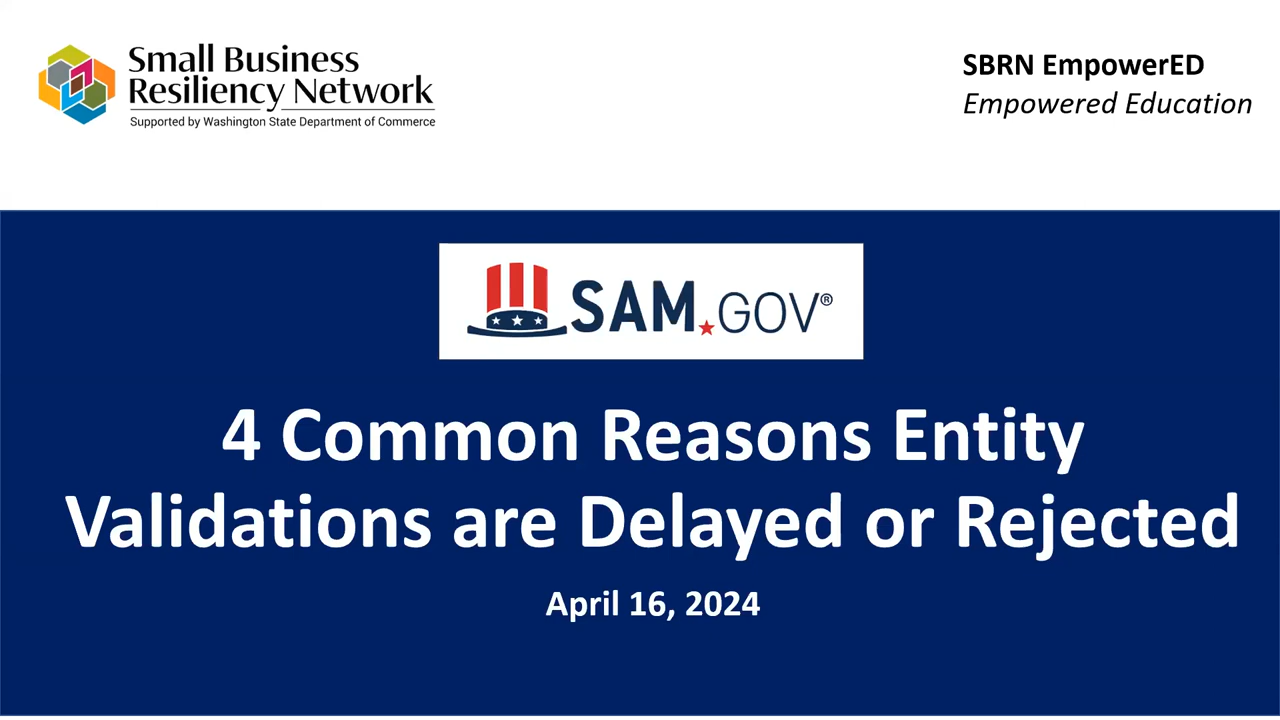 Small Business
Resiliency Network
Supported by Washington State Department of Commerce
SBRN EmpowerED
Empowered Education
SAM.GOV®
4 Common Reasons Entity
Validations are Delayed or Rejected
April 16, 2024